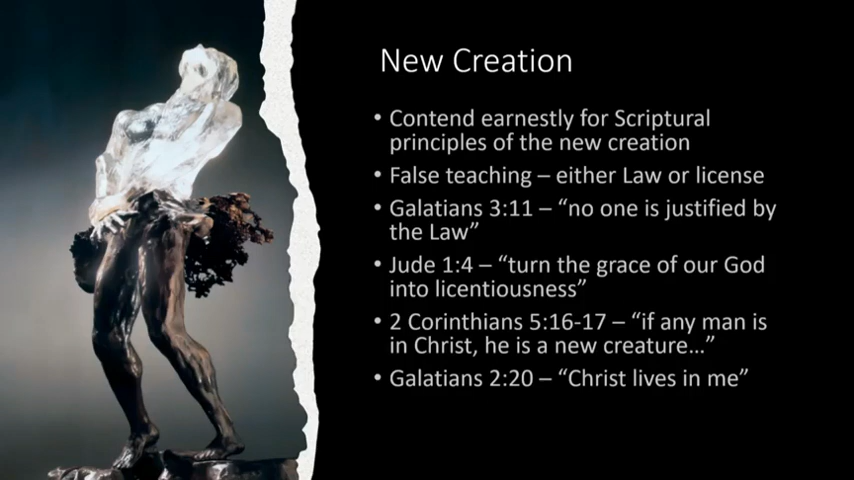 New Creation
• Contend earnestly for Scriptural
principles of the new creation
• False teaching – either Law or license
• Galatians 3:11 – “no one is justified by
the Law”
• Jude 1:4 – “turn the grace of our God
into licentiousness”
• 2 Corinthians 5:16-17 – “if any man is
in Christ, he is a new creature…”
• Galatians 2:20 – “Christ lives in me”